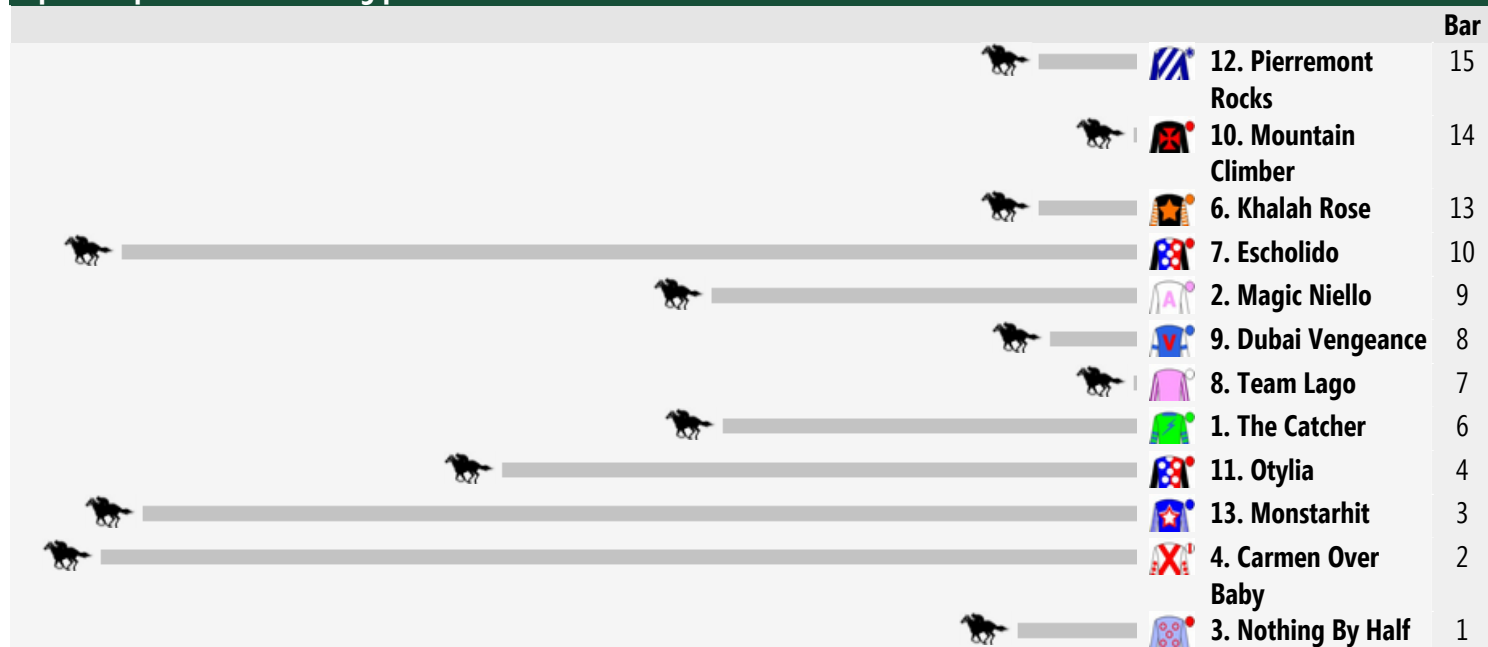 Bar
12. Pierremont 15
Rocks
10. Mountain 14
Climber
6. Khalah Rose 13
7. Escholido 10
A 2. Magic Niello 9
V 9. Dubai Vengeance 8
8. Team Lago 7
1. The Catcher 6
11. Otylia 4
13. Monstarhit 3
4. Carmen Over 2
Baby
3. Nothing By Half 1